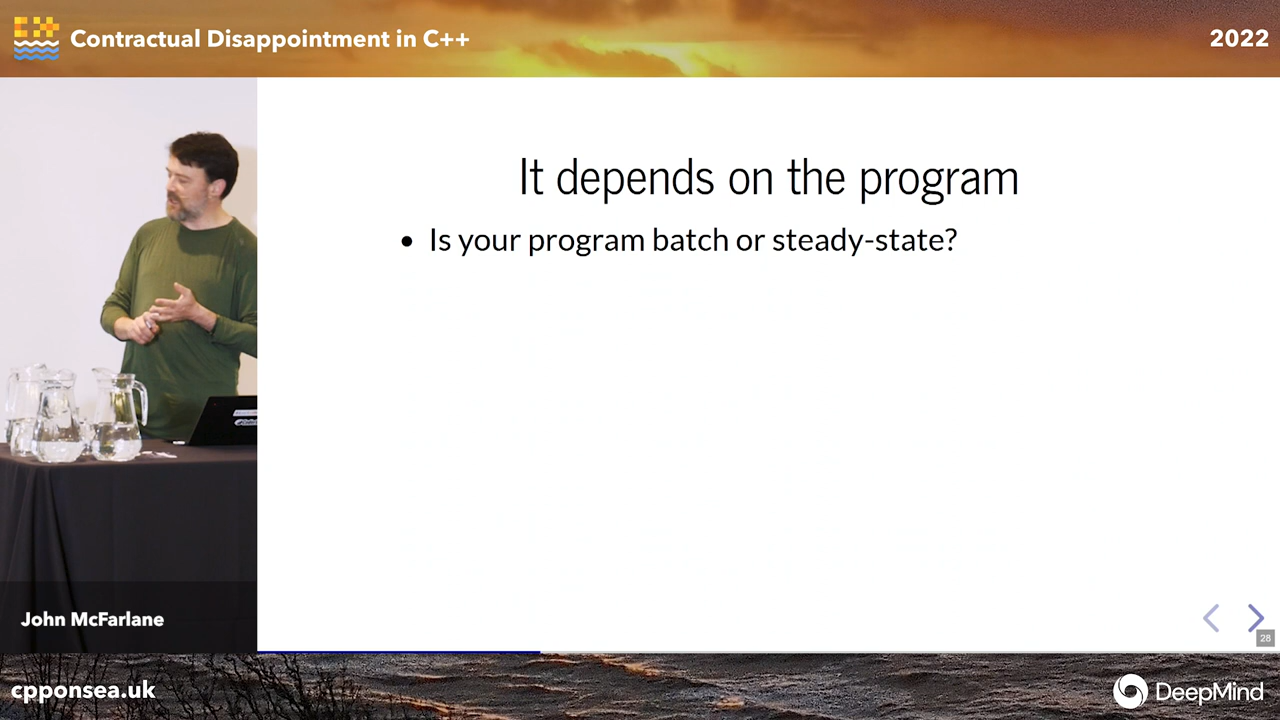 Contractual Disappointment in C++
2022
It depends on the program
• Is your program batch or steady-state?
John McFarlane
28
cpponsea.uk
DeepMind